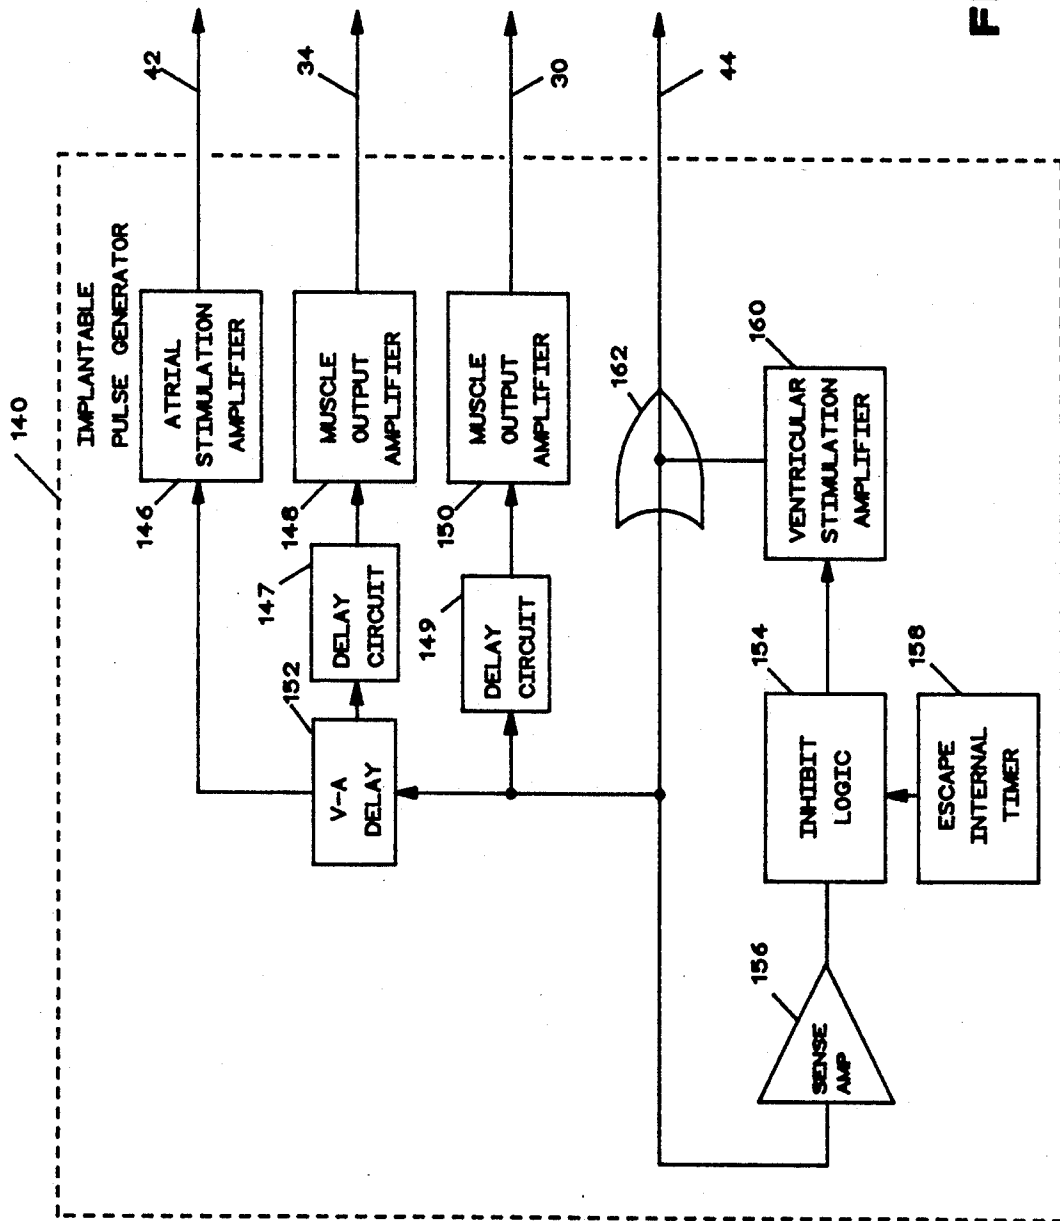 140
IMPLANTABLE
PULSE GENERATOR
146
ATRIAL
STIMULATION
AMPLIFIER
42
152
V-A
DELAY
147
DELAY
CIRCUIT
148
MUSCLE
OUTPUT
AMPLIFIER
34
149
DELAY
CIRCUIT
150
MUSCLE
OUTPUT
AMPLIFIER
30
162
44
156
SENSE
AMP
154
INHIBIT
LOGIC
160
VENTRICULAR
STIMULATION
AMPLIFIER
158
ESCAPE
INTERNAL
TIMER